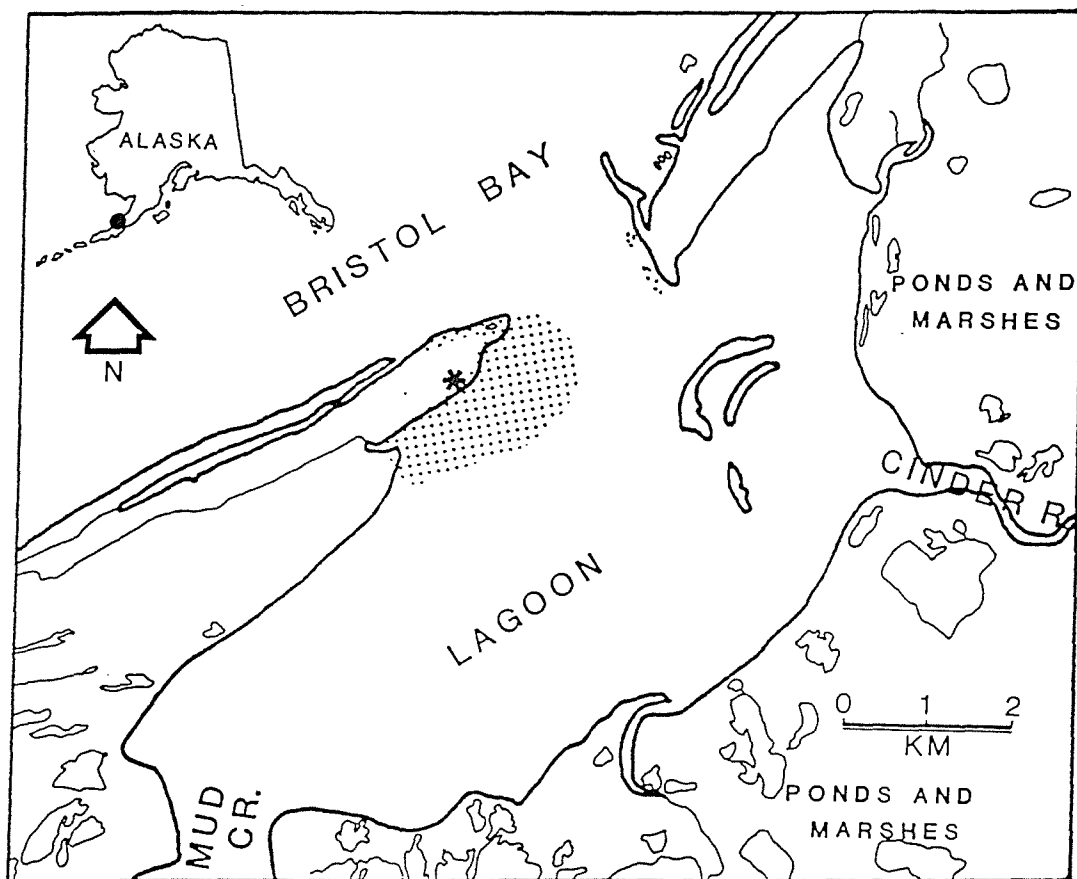 ALASKA
BRISTOL BAY
N
PONDS AND
MARSHES
CINDER R.
LAGOON
0 1 2
KM
MUD
CR.
PONDS AND
MARSHES